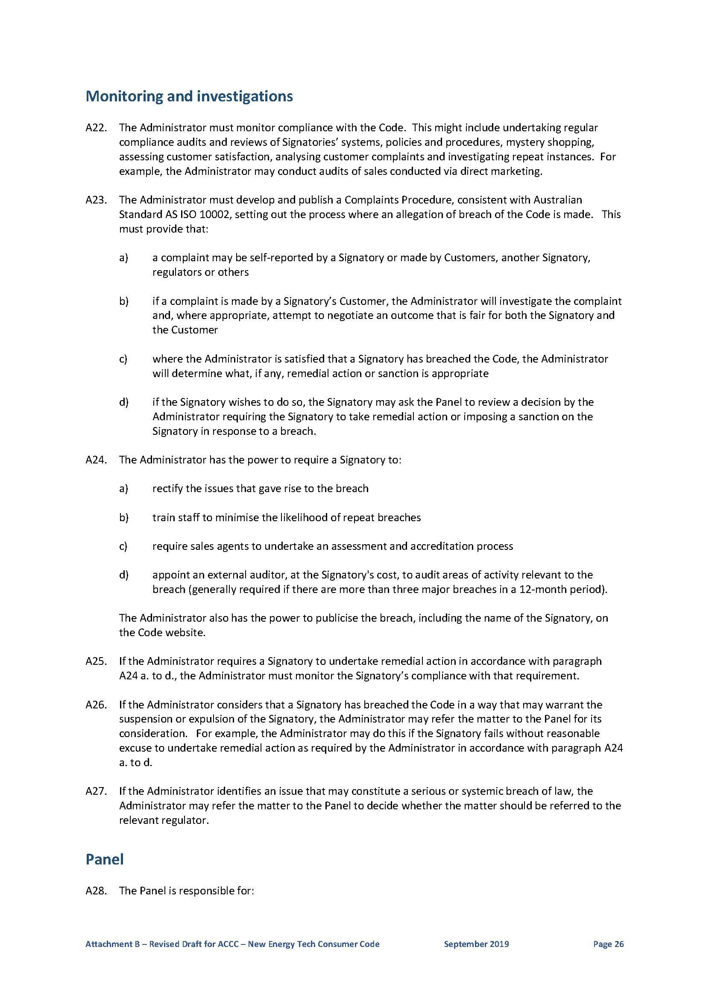 Monitoring and investigations
A22. The Administrator must monitor compliance with the Code.  This might include undertaking regular
compliance audits and reviews of Signatories’ systems, policies and procedures, mystery shopping,
assessing customer satisfaction, analysing customer complaints and investigating repeat instances.  For
example, the Administrator may conduct audits of sales conducted via direct marketing.
A23. The Administrator must develop and publish a Complaints Procedure, consistent with Australian
Standard AS ISO 10002, setting out the process where an allegation of breach of the Code is made.   This
must provide that:
a) a complaint may be self-reported by a Signatory or made by Customers, another Signatory,
regulators or others
b) if a complaint is made by a Signatory’s Customer, the Administrator will investigate the complaint
and, where appropriate, attempt to negotiate an outcome that is fair for both the Signatory and
the Customer
c) where the Administrator is satisfied that a Signatory has breached the Code, the Administrator
will determine what, if any, remedial action or sanction is appropriate
d) if the Signatory wishes to do so, the Signatory may ask the Panel to review a decision by the
Administrator requiring the Signatory to take remedial action or imposing a sanction on the
Signatory in response to a breach.
A24. The Administrator has the power to require a Signatory to:
a) rectify the issues that gave rise to the breach
b) train staff to minimise the likelihood of repeat breaches
c) require sales agents to undertake an assessment and accreditation process
d) appoint an external auditor, at the Signatory's cost, to audit areas of activity relevant to the
breach (generally required if there are more than three major breaches in a 12-month period).
The Administrator also has the power to publicise the breach, including the name of the Signatory, on
the Code website.
A25. If the Administrator requires a Signatory to undertake remedial action in accordance with paragraph
A24 a. to d., the Administrator must monitor the Signatory’s compliance with that requirement.
A26. If the Administrator considers that a Signatory has breached the Code in a way that may warrant the
suspension or expulsion of the Signatory, the Administrator may refer the matter to the Panel for its
consideration.   For example, the Administrator may do this if the Signatory fails without reasonable
excuse to undertake remedial action as required by the Administrator in accordance with paragraph A24
a. to d.
A27. If the Administrator identifies an issue that may constitute a serious or systemic breach of law, the
Administrator may refer the matter to the Panel to decide whether the matter should be referred to the
relevant regulator.
Panel
A28. The Panel is responsible for:
Attachment B – Revised Draft for ACCC – New Energy Tech Consumer Code September 2019 Page 26